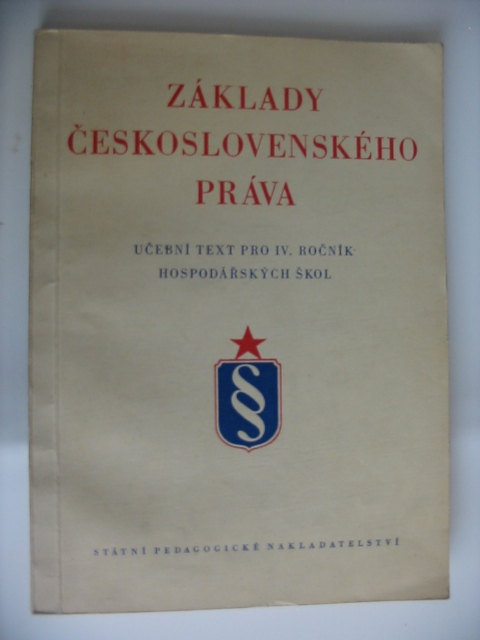 ZÁKLADY
ČESKOSLOVENSKÉHO
PRÁVA
UČEBNÍ TEXT PRO IV. ROČNÍK
HOSPODÁŘSKÝCH ŠKOL
§
STÁTNÍ PEDAGOGICKÉ NAKLADATELSTVÍ